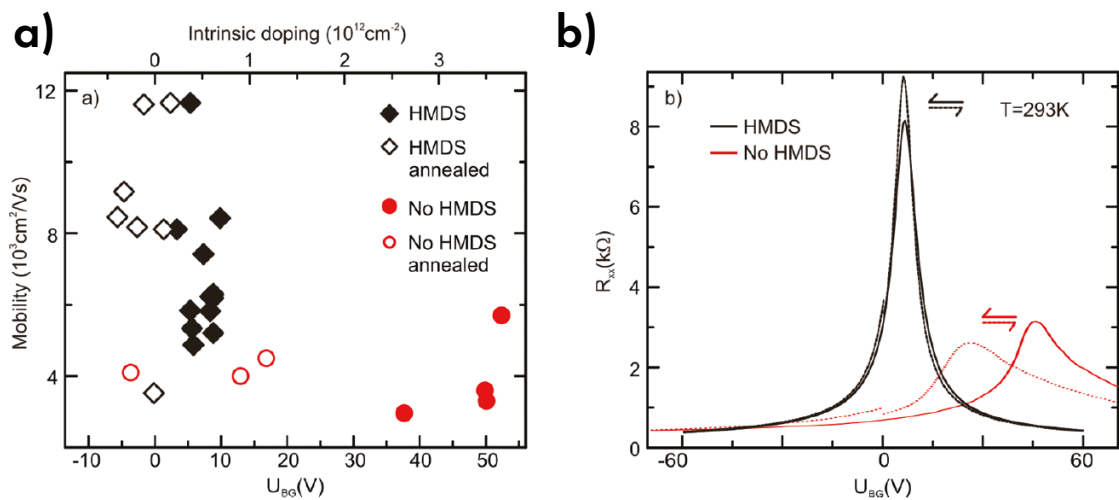 a)
Intrinsic doping (10¹²cm⁻²)
0 1 2 3
a)
12
8
4
Mobility (10³cm²/Vs)
HMDS
HMDS
annealed
No HMDS
No HMDS
annealed
-10 0 10 20 30 40 50
U_BG(V)
b)
b)
T=293K
HMDS
No HMDS
8
6
4
2
0
R_xx(kΩ)
-60 0 60
U_BG(V)